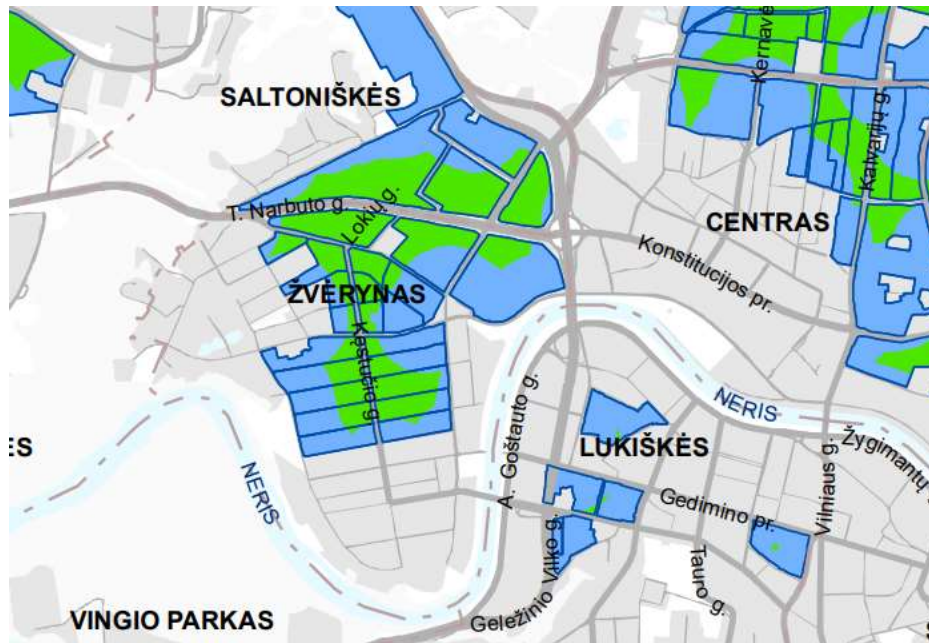 Kernavė
SALTONIŠKĖS
Kalvarijų g.
T. Narbuto g.
Lokių g.
CENTRAS
Konstitucijos pr.
ŽVĖRYNAS
Kęstučio g.
NERIS
A. Goštauto g.
LUKIŠKĖS
ES
NERIS
Žygimantų
Gedimino pr.
Vilniaus g.
Geležinio Vilko g.
Tauro g.
VINGIO PARKAS